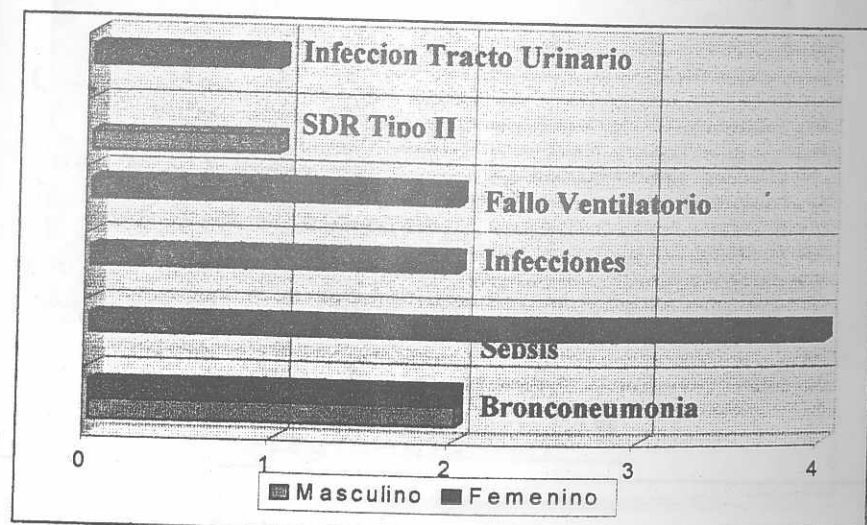 Infeccion Tracto Urinario
SDR Tipo II
Fallo Ventilatorio
Infecciones
Sepsis
Bronconeumonia
0 1 2 3 4
Masculino Femenino